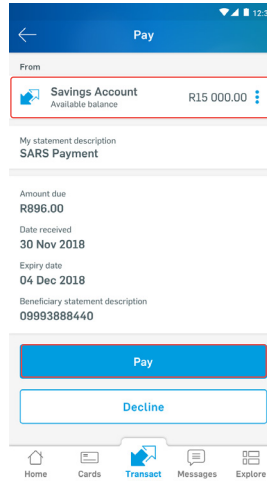 12:3
Pay
From
Savings Account
Available balance
R15 000.00
My statement description
SARS Payment
Amount due
R896.00
Date received
30 Nov 2018
Expiry date
04 Dec 2018
Beneficiary statement description
09993888440
Pay
Decline
Home Cards Transact Messages Explore